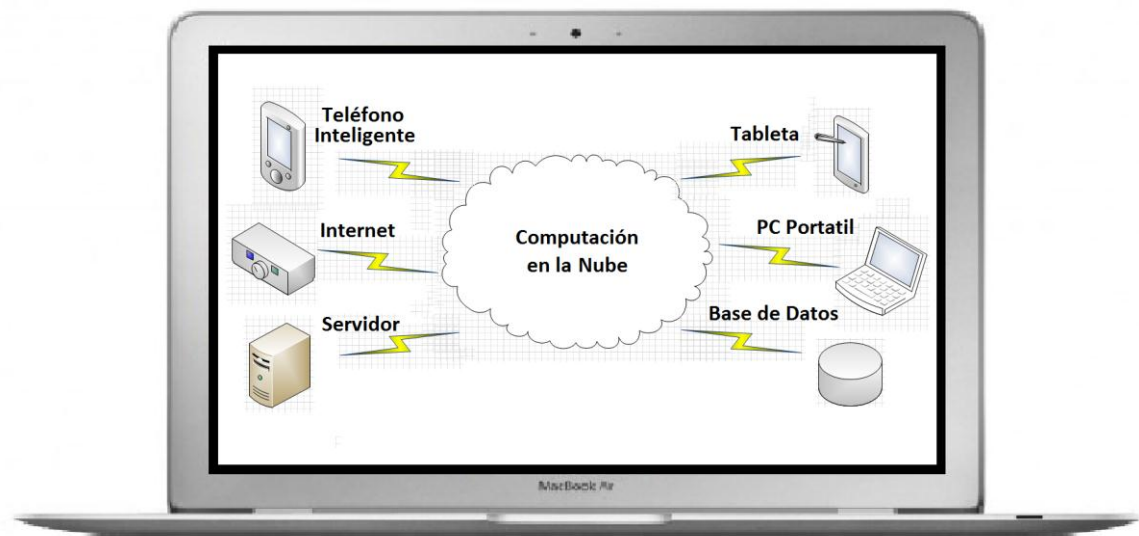 Teléfono
Inteligente
Tableta
Internet
Computación
en la Nube
PC Portatil
Servidor
Base de Datos
MacBook Air